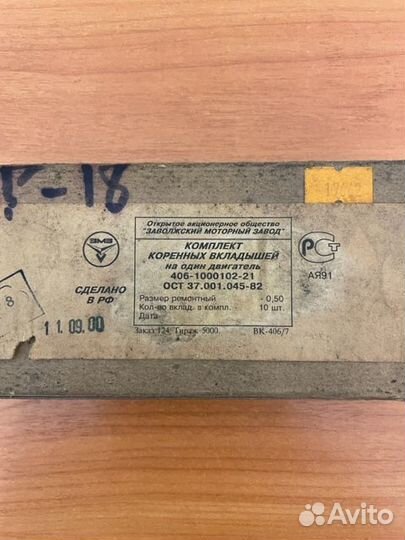 -18
Открытое акционерное общество
"ЗАВОЛЖСКИЙ МОТОРНЫЙ ЗАВОД"
ЗМЗ
СДЕЛАНО
В РФ
8
11.09.00
КОМПЛЕКТ
КОРЕННЫХ ВКЛАДЫШЕЙ
на один двигатель
406-1000102-21
ОСТ 37.001.045-82
Размер ремонтный - 0,50
Кол-во вклад. в компл. - 10 шт.
Дата
Заказ 124. Тираж 5000. ВК-406/7
РСТ
АЯ91
Avito